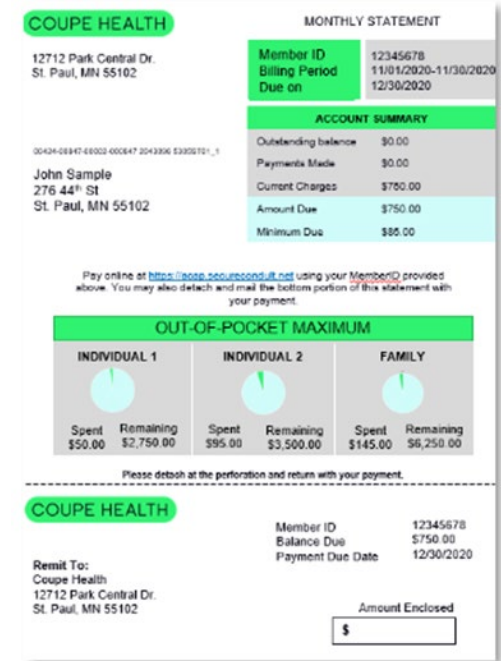 COUPE HEALTH
MONTHLY STATEMENT
12712 Park Central Dr.
St. Paul, MN 55102
Member ID 12345678
Billing Period 11/01/2020-11/30/2020
Due on 12/30/2020
ACCOUNT SUMMARY
Outstanding balance $0.00
Payments Made $0.00
Current Charges $750.00
Amount Due $750.00
Minimum Due $85.00
John Sample
276 44th St
St. Paul, MN 55102
Pay online at https://acap.secureconduit.net using your MemberID provided
above. You may also detach and mail the bottom portion of this statement with
your payment.
OUT-OF-POCKET MAXIMUM
INDIVIDUAL 1 INDIVIDUAL 2 FAMILY
Spent Remaining Spent Remaining Spent Remaining
$50.00 $2,750.00 $95.00 $3,500.00 $145.00 $6,250.00
Please detach at the perforation and return with your payment.
COUPE HEALTH
Member ID 12345678
Balance Due $750.00
Payment Due Date 12/30/2020
Remit To:
Coupe Health
12712 Park Central Dr.
St. Paul, MN 55102
Amount Enclosed
$